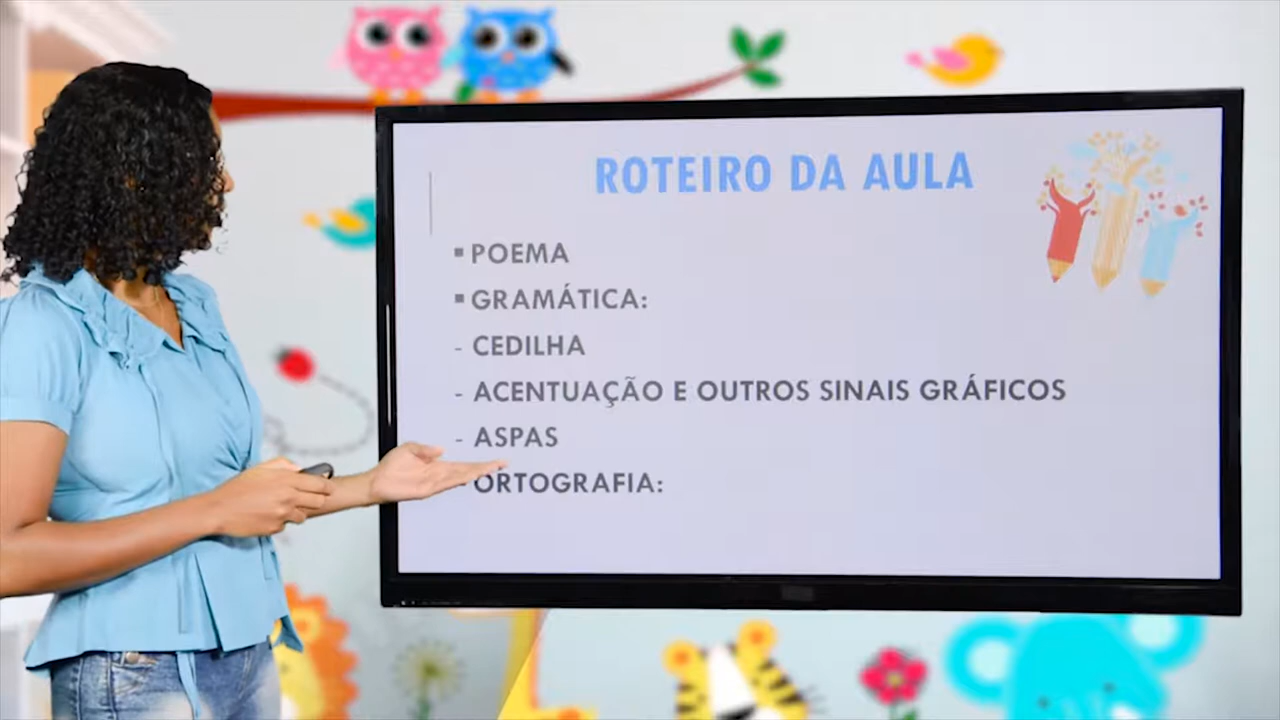 ROTEIRO DA AULA
▪ POEMA
▪ GRAMÁTICA:
- CEDILHA
- ACENTUAÇÃO E OUTROS SINAIS GRÁFICOS
- ASPAS
- ORTOGRAFIA: